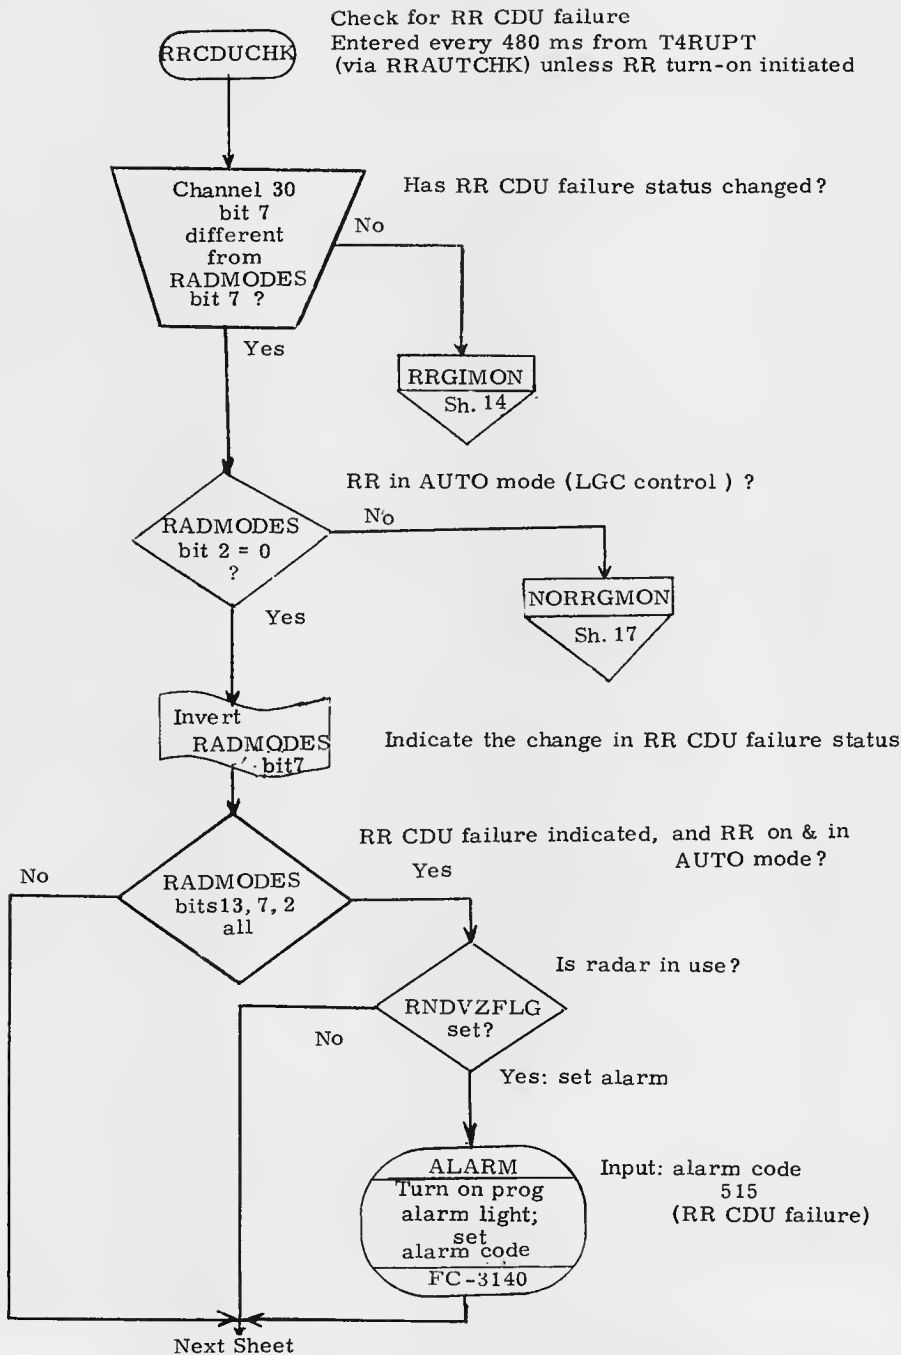 Check for RR CDU failure
Entered every 480 ms from T4RUPT
(via RRAUTCHK) unless RR turn-on initiated
RRCDUCHK
Channel 30
bit 7
different
from
RADMODES
bit 7 ?
Has RR CDU failure status changed?
No
Yes
RRGIMON
Sh. 14
RR in AUTO mode (LGC control ) ?
RADMODES
bit 2 = 0
?
No
Yes
NORRGMON
Sh. 17
Invert
RADMODES
bit7
Indicate the change in RR CDU failure status
RR CDU failure indicated, and RR on & in
AUTO mode?
No
Yes
RADMODES
bits13, 7, 2
all
Is radar in use?
RNDVZFLG
set?
No
Yes: set alarm
ALARM
Turn on prog
alarm light;
set
alarm code
FC-3140
Input: alarm code
515
(RR CDU failure)
Next Sheet